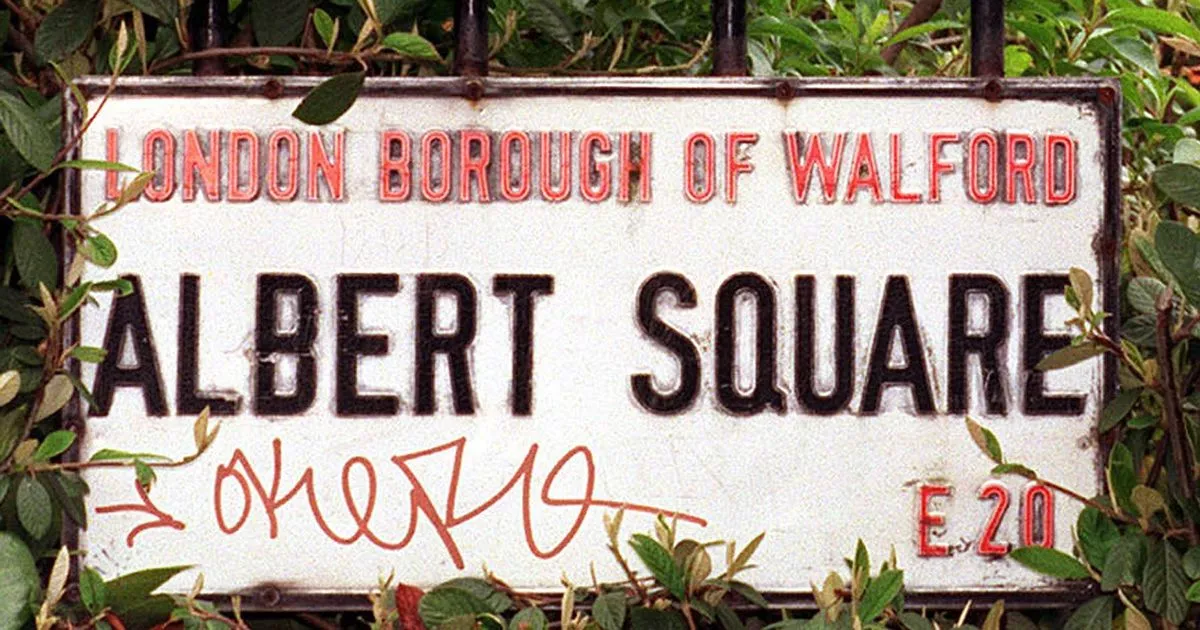 LONDON BOROUGH OF WALFORD
ALBERT SQUARE
E.20